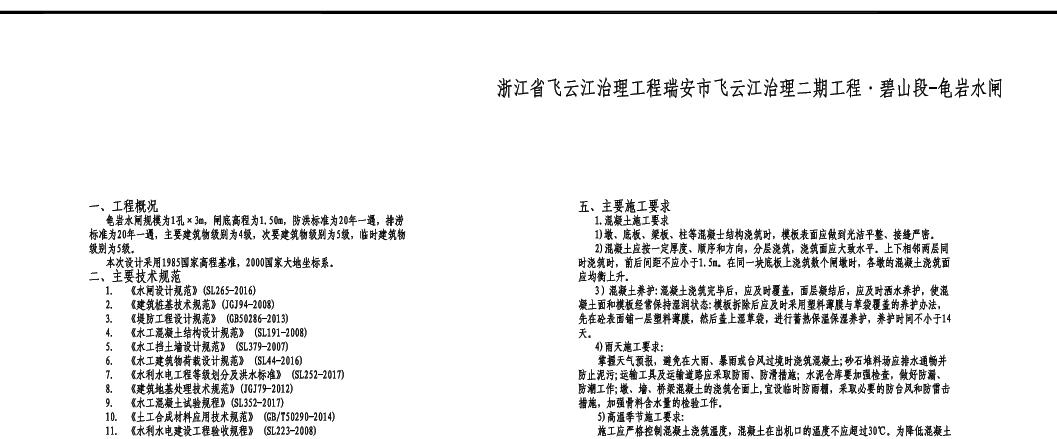 浙江省飞云江治理工程瑞安市飞云江治理二期工程·碧山段-龟岩水闸
一、工程概况
龟岩水闸规模为1孔×3m，闸底高程为1.50m，防洪标准为20年一遇，排涝
标准为20年一遇，主要建筑物级别为4级，次要建筑物级别为5级，临时建筑物
级别为5级。
本次设计采用1985国家高程基准，2000国家大地坐标系。
二、主要技术规范
1. 《水闸设计规范》(SL265-2016)
2. 《建筑桩基技术规范》(JGJ94-2008)
3. 《堤防工程设计规范》(GB50286-2013)
4. 《水工混凝土结构设计规范》(SL191-2008)
5. 《水工挡土墙设计规范》(SL379-2007)
6. 《水工建筑物荷载设计规范》(SL44-2016)
7. 《水利水电工程等级划分及洪水标准》(SL252-2017)
8. 《建筑地基处理技术规范》(JGJ79-2012)
9. 《水工混凝土试验规程》(SL352-2017)
10. 《土工合成材料应用技术规范》(GB/T50290-2014)
11. 《水利水电建设工程验收规程》(SL223-2008)
五、主要施工要求
1.混凝土施工要求
1)墩、底板、梁板、柱等混凝士结构浇筑时，模板表面应做到光洁平整、接缝严密。
2)混凝土应按一定厚度、顺序和方向，分层浇筑，浇筑面应大致水平。上下相邻两层同
时浇筑时，前后间距不应小于1.5m。在同一块底板上浇筑数个闸墩时，各墩的混凝土浇筑面
应均衡上升。
3）混凝土养护:混凝土浇筑完毕后，应及时覆盖，面层凝结后，应及时洒水养护，使混
凝土面和模板经常保持湿润状态;模板拆除后应及时采用塑料薄膜与草袋覆盖的养护办法，
先在砼表面铺一层塑料薄膜，然后盖上湿草袋，进行蓄热保温保湿养护，养护时间不小于14
天。
4)雨天施工要求;
掌握天气预报，避免在大雨、暴雨或台风过境时浇筑混凝土;砂石堆料场应排水通畅并
防止泥污;运输工具及运输道路应采取防雨、防滑措施；水泥仓库要加强检查，做好防漏、
防潮工作;墩、墙、桥梁混凝土的浇筑仓面上,宜设临时防雨棚，采取必要的防台风和防雷击
措施，加强骨料含水量的检验工作。
5)高温季节施工要求:
施工应严格控制混凝土浇筑温度，混凝土在出机口的温度不应超过30℃。为降低混凝土